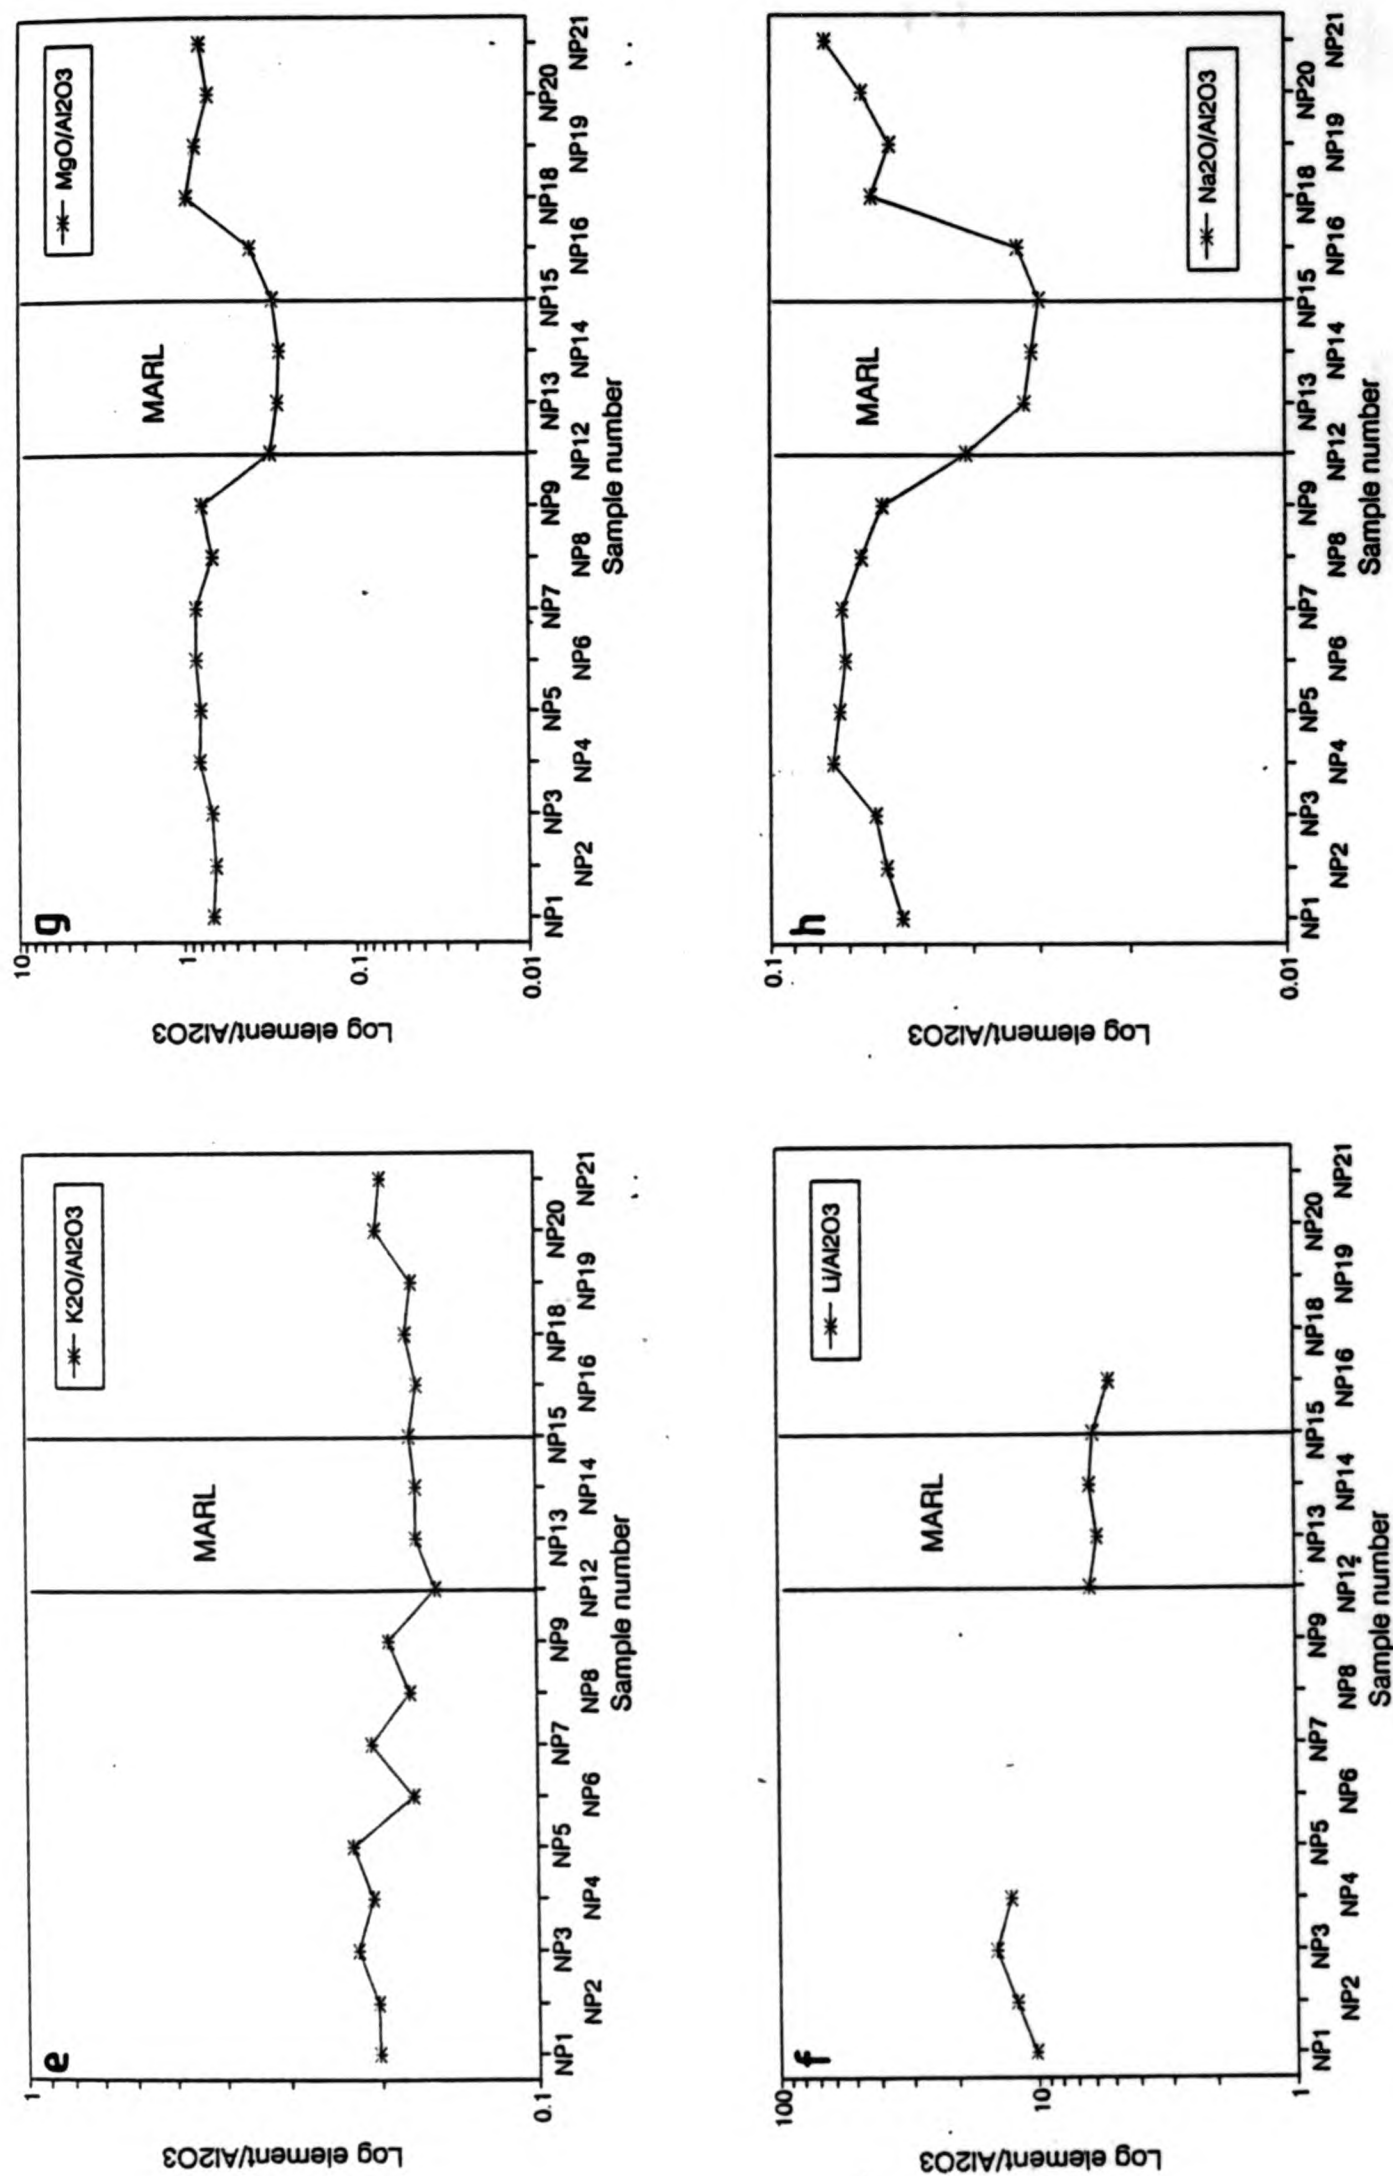 e
K2O/Al2O3
MARL
Log element/Al2O3
1
0.1
NP1 NP2 NP3 NP4 NP5 NP6 NP7 NP8 NP9 NP12 NP13 NP14 NP15 NP16 NP18 NP19 NP20 NP21
Sample number
g
MgO/Al2O3
MARL
Log element/Al2O3
10
1
0.1
0.01
NP1 NP2 NP3 NP4 NP5 NP6 NP7 NP8 NP9 NP12 NP13 NP14 NP15 NP16 NP18 NP19 NP20 NP21
Sample number
f
Li/Al2O3
MARL
Log element/Al2O3
100
10
1
NP1 NP2 NP3 NP4 NP5 NP6 NP7 NP8 NP9 NP12 NP13 NP14 NP15 NP16 NP18 NP19 NP20 NP21
Sample number
h
Na2O/Al2O3
MARL
Log element/Al2O3
0.1
0.01
NP1 NP2 NP3 NP4 NP5 NP6 NP7 NP8 NP9 NP12 NP13 NP14 NP15 NP16 NP18 NP19 NP20 NP21
Sample number